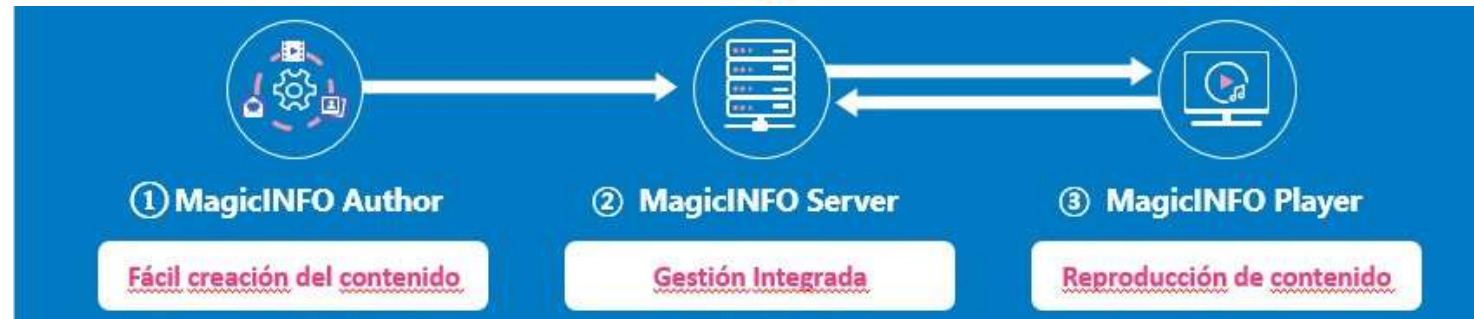 ① MagicINFO Author
② MagicINFO Server
③ MagicINFO Player
Fácil creación del contenido
Gestión Integrada
Reproducción de contenido